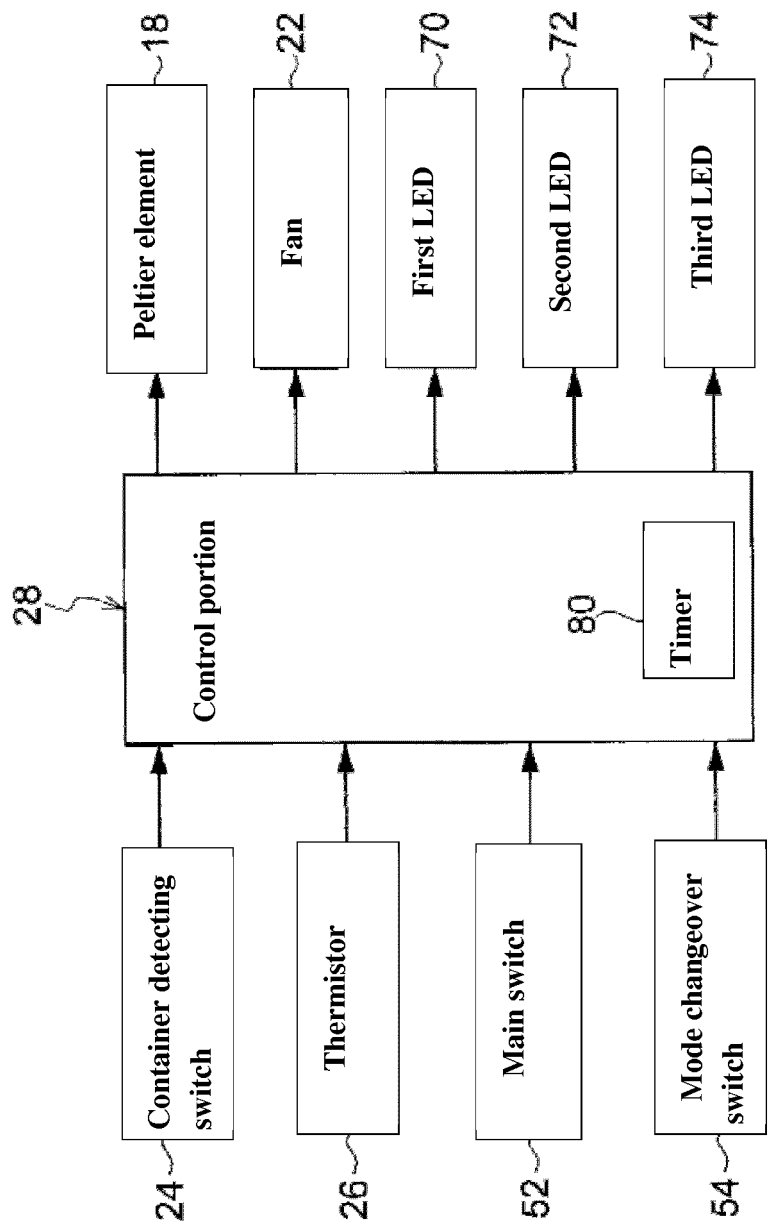 28
Control portion
80
Timer
24
Container detecting
switch
26
Thermistor
52
Main switch
54
Mode changeover
switch
Peltier element
18
Fan
22
First LED
70
Second LED
72
Third LED
74